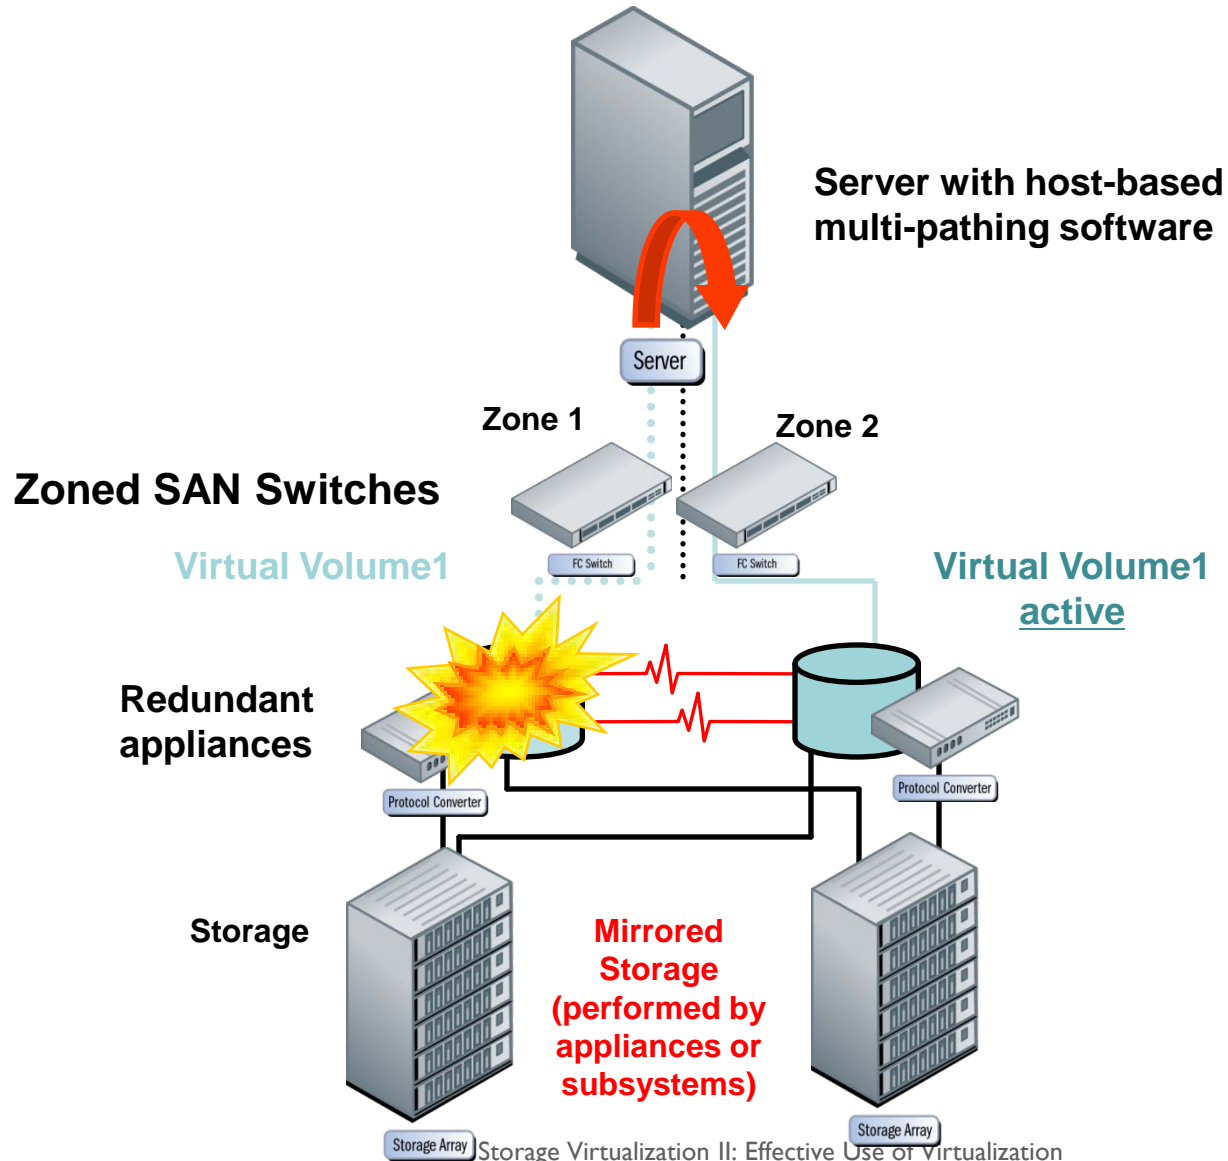 Server with host-based
multi-pathing software
Server
Zone 1
Zone 2
Zoned SAN Switches
FC Switch
FC Switch
Virtual Volume1
Virtual Volume1
active
Redundant
appliances
Protocol Converter
Protocol Converter
Storage
Mirrored
Storage
(performed by
appliances or
subsystems)
Storage Array
Storage Array
Storage Virtualization II: Effective Use of Virtualization